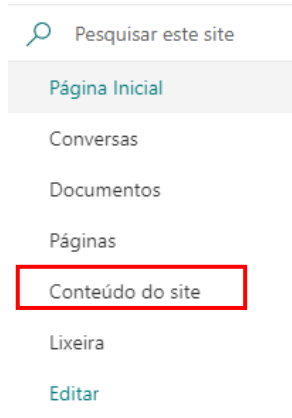 Pesquisar este site
Página Inicial
Conversas
Documentos
Páginas
Conteúdo do site
Lixeira
Editar